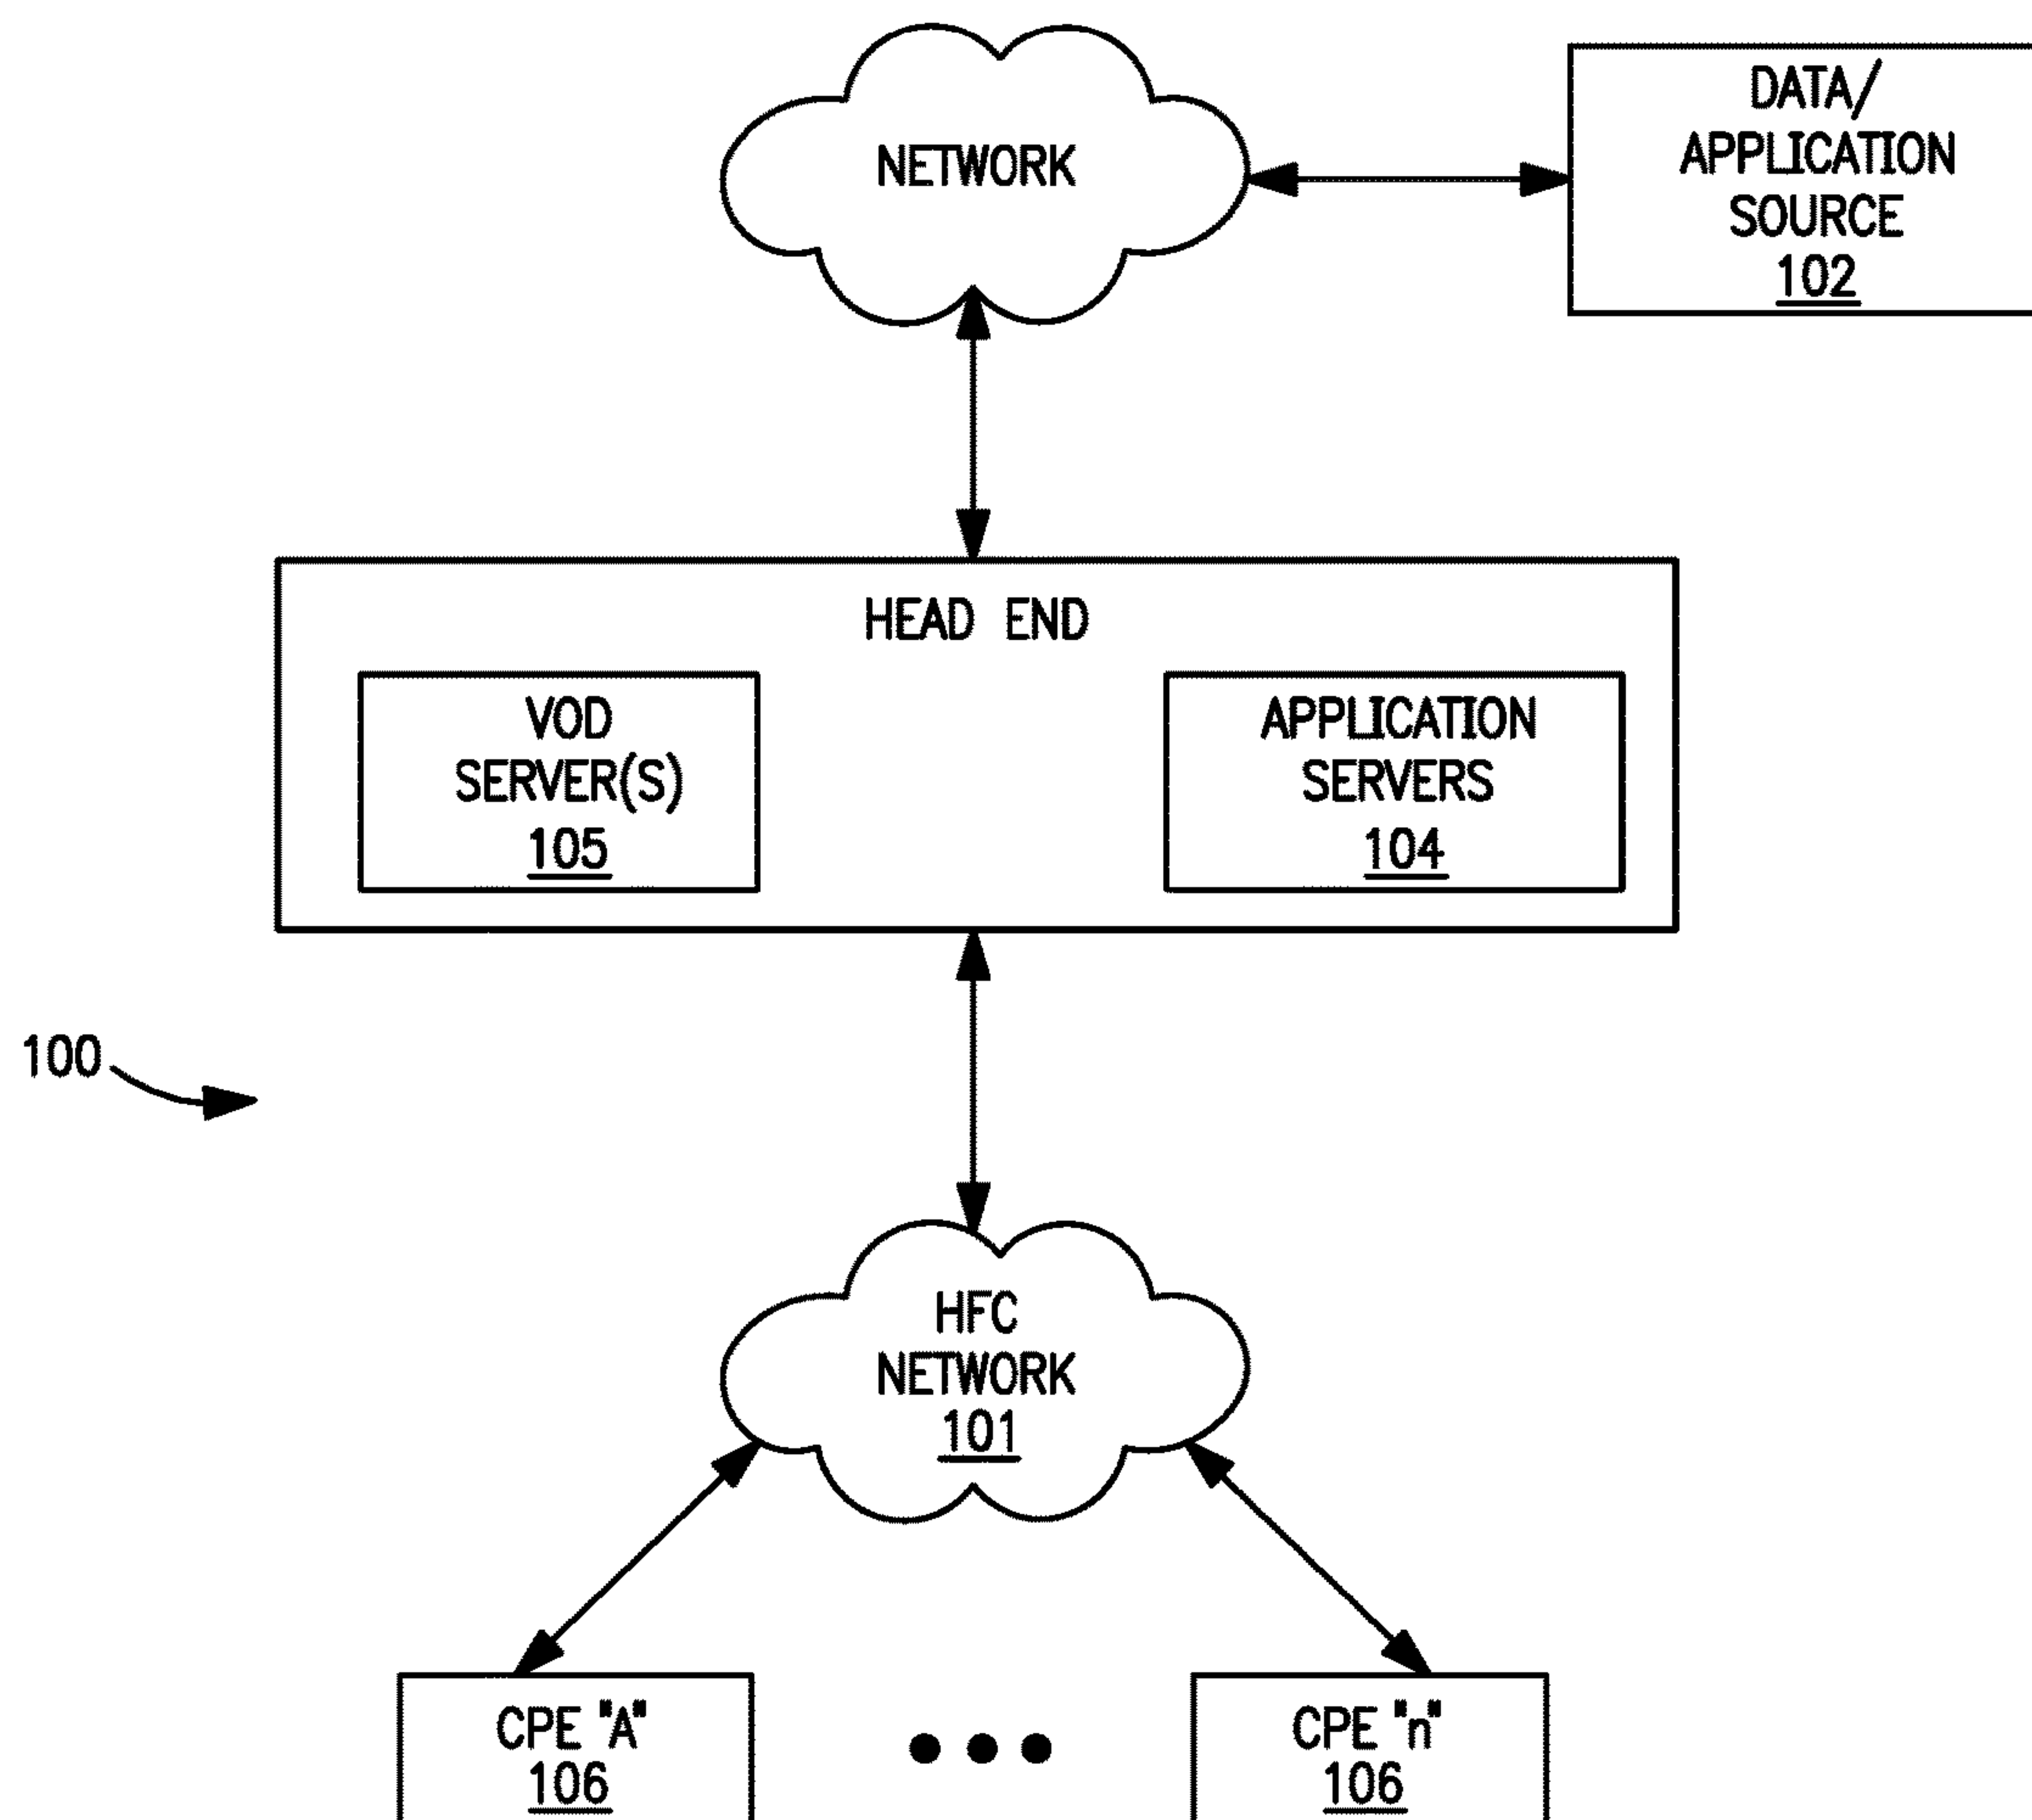 NETWORK
DATA/
APPLICATION
SOURCE
102
HEAD END
VOD
SERVER(S)
105
APPLICATION
SERVERS
104
100
HFC
NETWORK
101
CPE "A"
106
CPE "n"
106